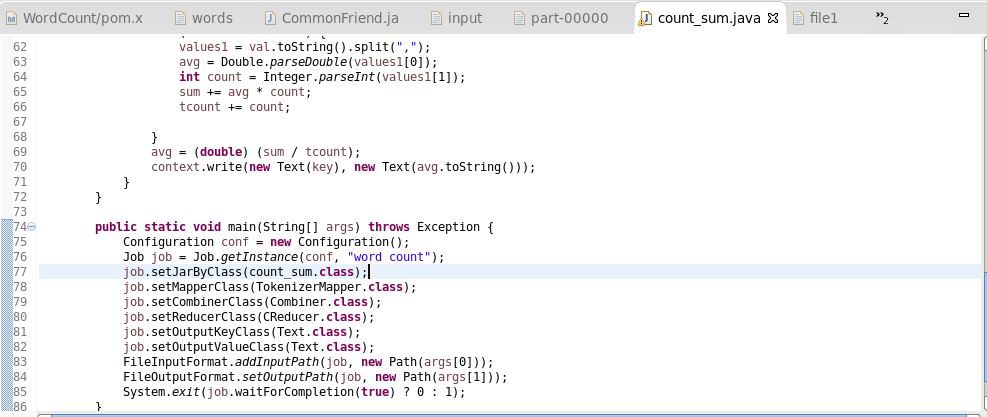 WordCount/pom.x words CommonFriend.ja input part-00000 count_sum.java file1 »2
62 values1 = val.toString().split(",");
63 avg = Double.parseDouble(values1[0]);
64 int count = Integer.parseInt(values1[1]);
65 sum += avg * count;
66 tcount += count;
67
68 }
69 avg = (double) (sum / tcount);
70 context.write(new Text(key), new Text(avg.toString()));
71 }
72 }
73
74 public static void main(String[] args) throws Exception {
75 Configuration conf = new Configuration();
76 Job job = Job.getInstance(conf, "word count");
77 job.setJarByClass(count_sum.class);
78 job.setMapperClass(TokenizerMapper.class);
79 job.setCombinerClass(Combiner.class);
80 job.setReducerClass(CReducer.class);
81 job.setOutputKeyClass(Text.class);
82 job.setOutputValueClass(Text.class);
83 FileInputFormat.addInputPath(job, new Path(args[0]));
84 FileOutputFormat.setOutputPath(job, new Path(args[1]));
85 System.exit(job.waitForCompletion(true) ? 0 : 1);
86 }